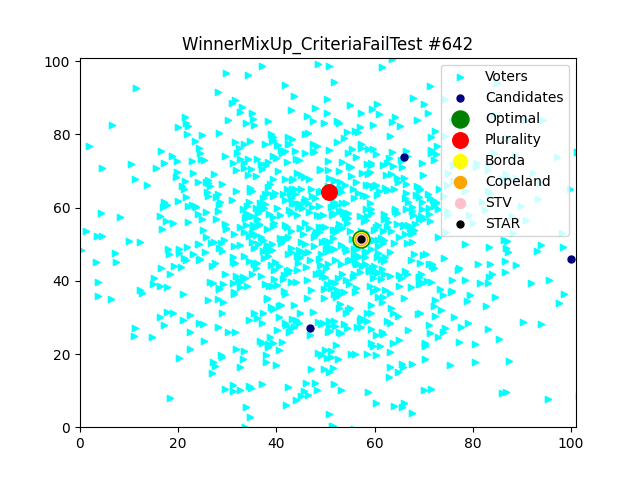 WinnerMixUp_CriteriaFailTest #642
100
80
60
40
20
0
0
20
40
60
80
100
Voters
Candidates
Optimal
Plurality
Borda
Copeland
STV
STAR